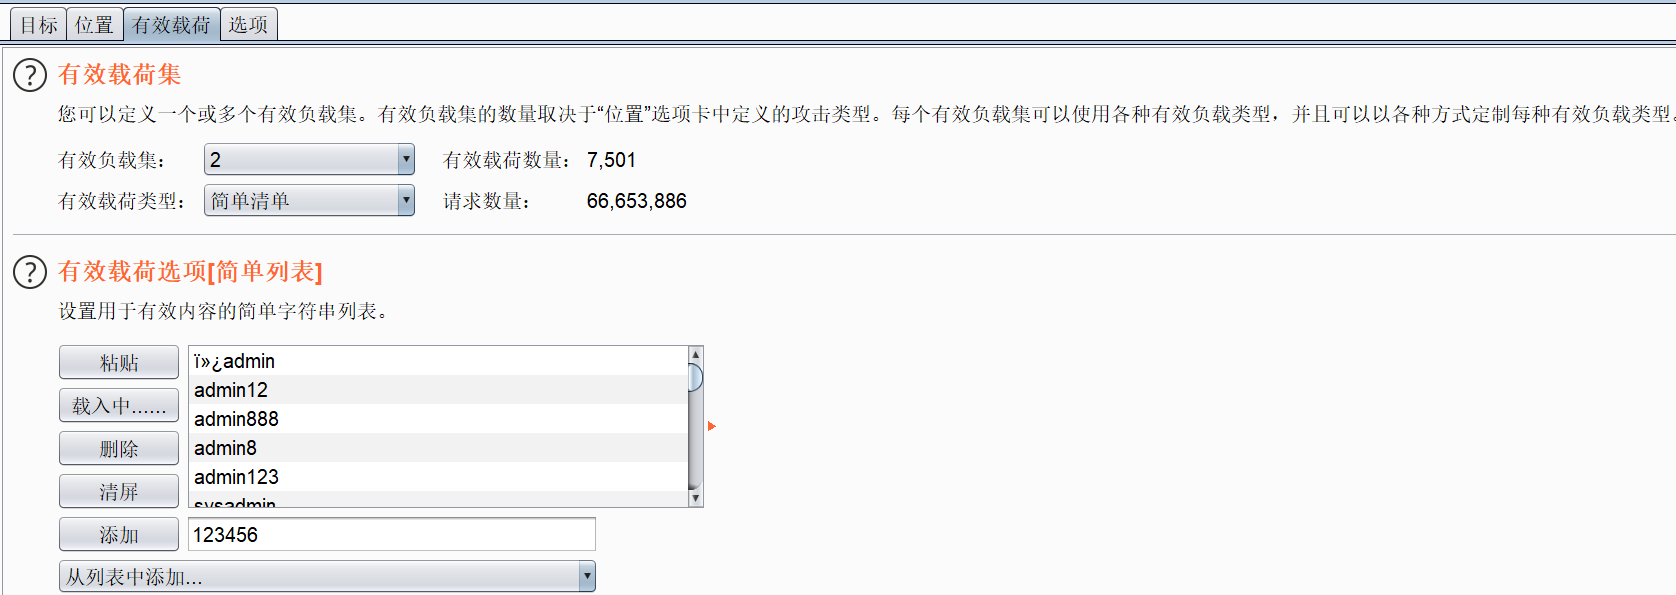 目标 位置 有效载荷 选项
? 有效载荷集
您可以定义一个或多个有效负载集。有效负载集的数量取决于“位置”选项卡中定义的攻击类型。每个有效负载集可以使用各种有效负载类型，并且可以以各种方式定制每种有效负载类型。
有效负载集： 2 有效载荷数量： 7,501
有效载荷类型： 简单清单 请求数量： 66,653,886
? 有效载荷选项[简单列表]
设置用于有效内容的简单字符串列表。
粘贴 ï»¿admin
载入中...... admin12
admin888
删除 admin8
清屏 admin123
sysadmin
添加 123456
从列表中添加...